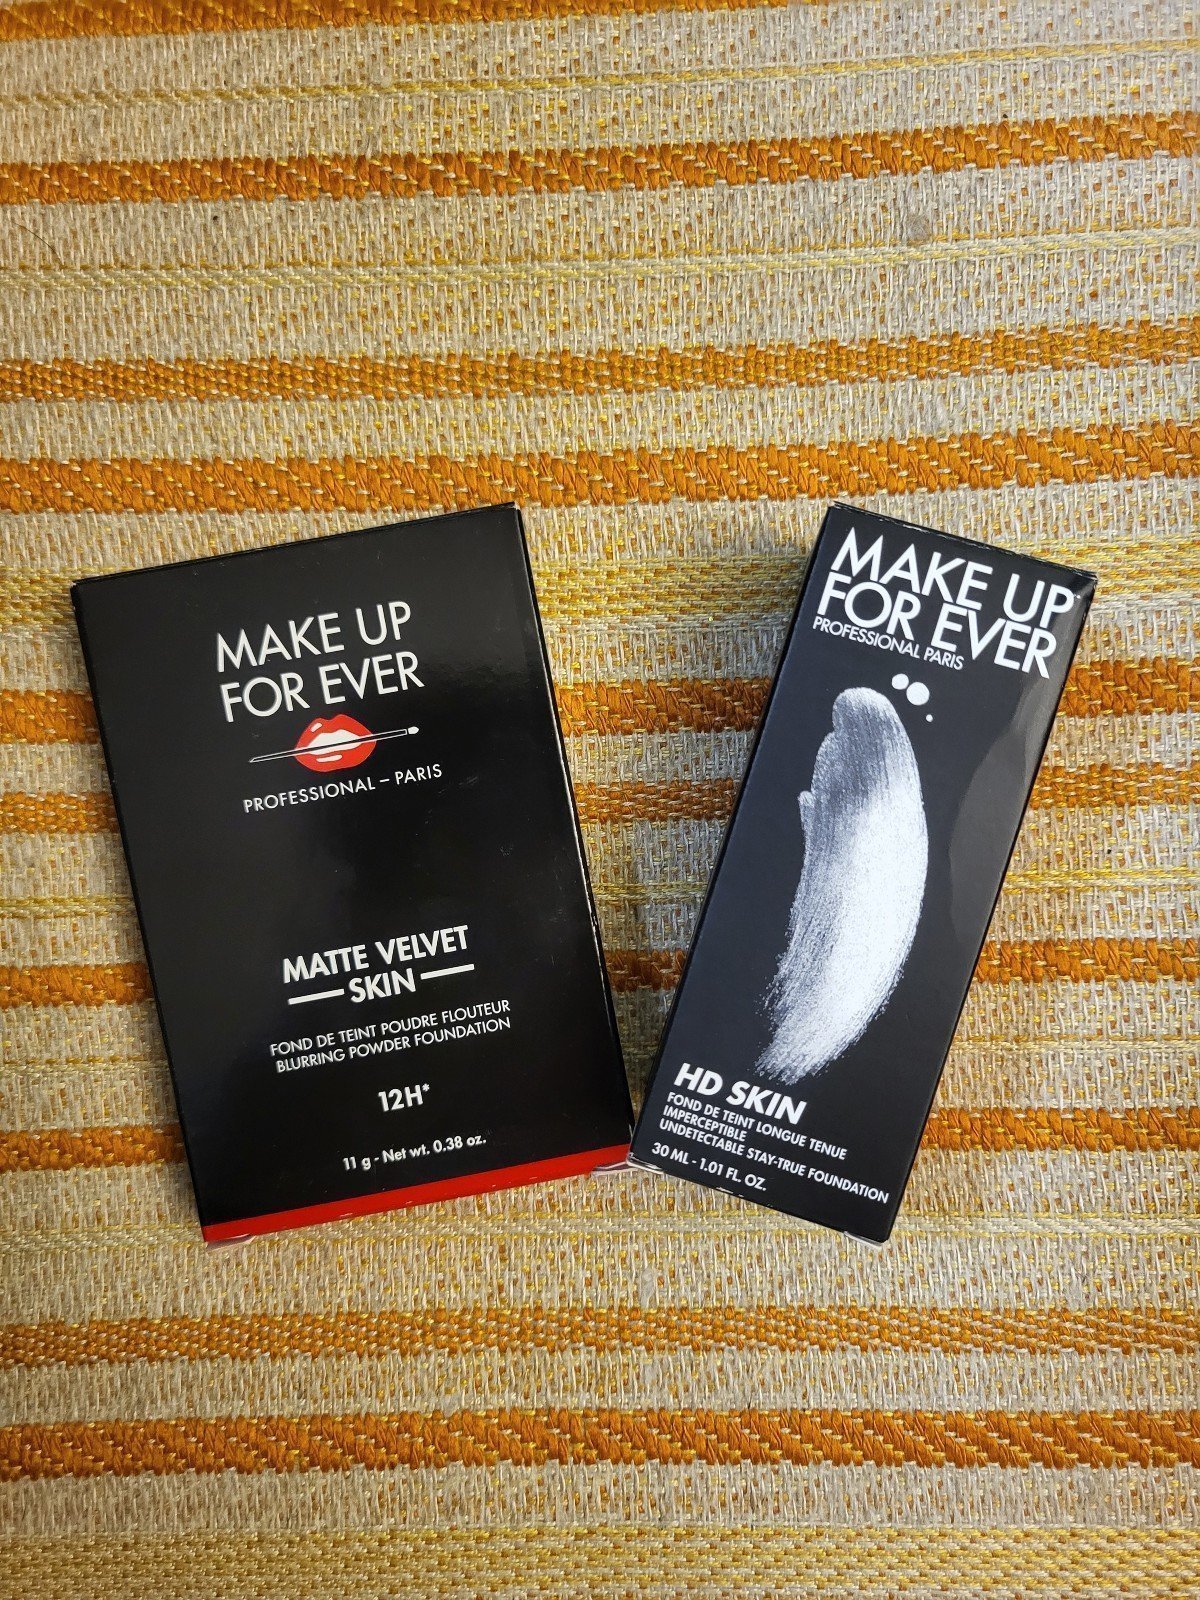 MAKE UP
FOR EVER
PROFESSIONAL – PARIS
MATTE VELVET
SKIN
FOND DE TEINT POUDRE FLOUTEUR
BLURRING POWDER FOUNDATION
12H*
11 g - Net wt. 0.38 oz.
MAKE UP
FOR EVER
PROFESSIONAL PARIS
HD SKIN
FOND DE TEINT LONGUE TENUE
IMPERCEPTIBLE
UNDETECTABLE STAY-TRUE FOUNDATION
30 ML - 1.01 FL. OZ.